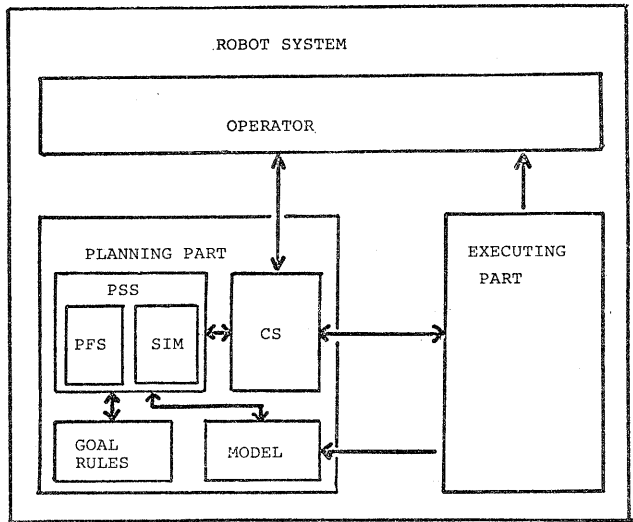 ROBOT SYSTEM
OPERATOR
PLANNING PART
PSS
PFS
SIM
CS
GOAL
RULES
MODEL
EXECUTING
PART